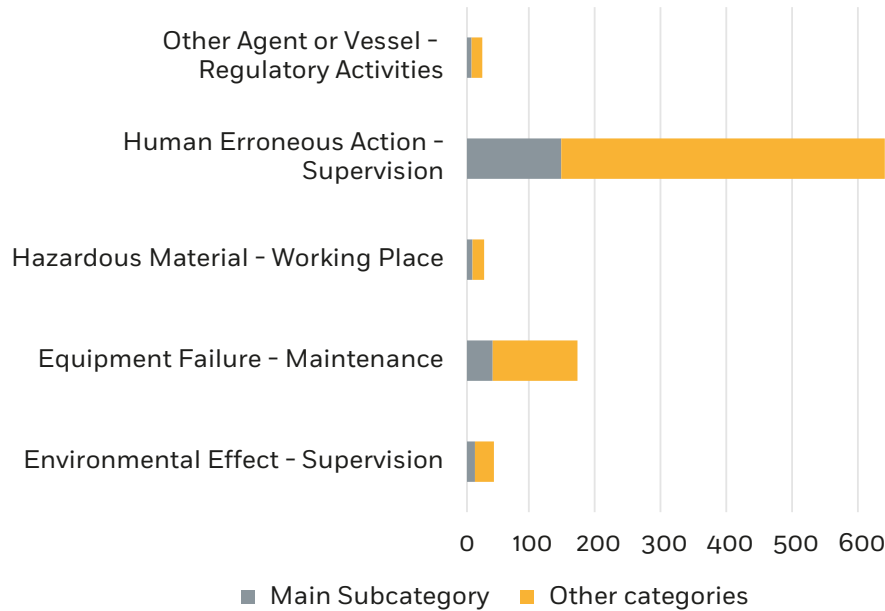 Other Agent or Vessel -
Regulatory Activities
Human Erroneous Action -
Supervision
Hazardous Material - Working Place
Equipment Failure - Maintenance
Environmental Effect - Supervision
0 100 200 300 400 500 600
Main Subcategory Other categories